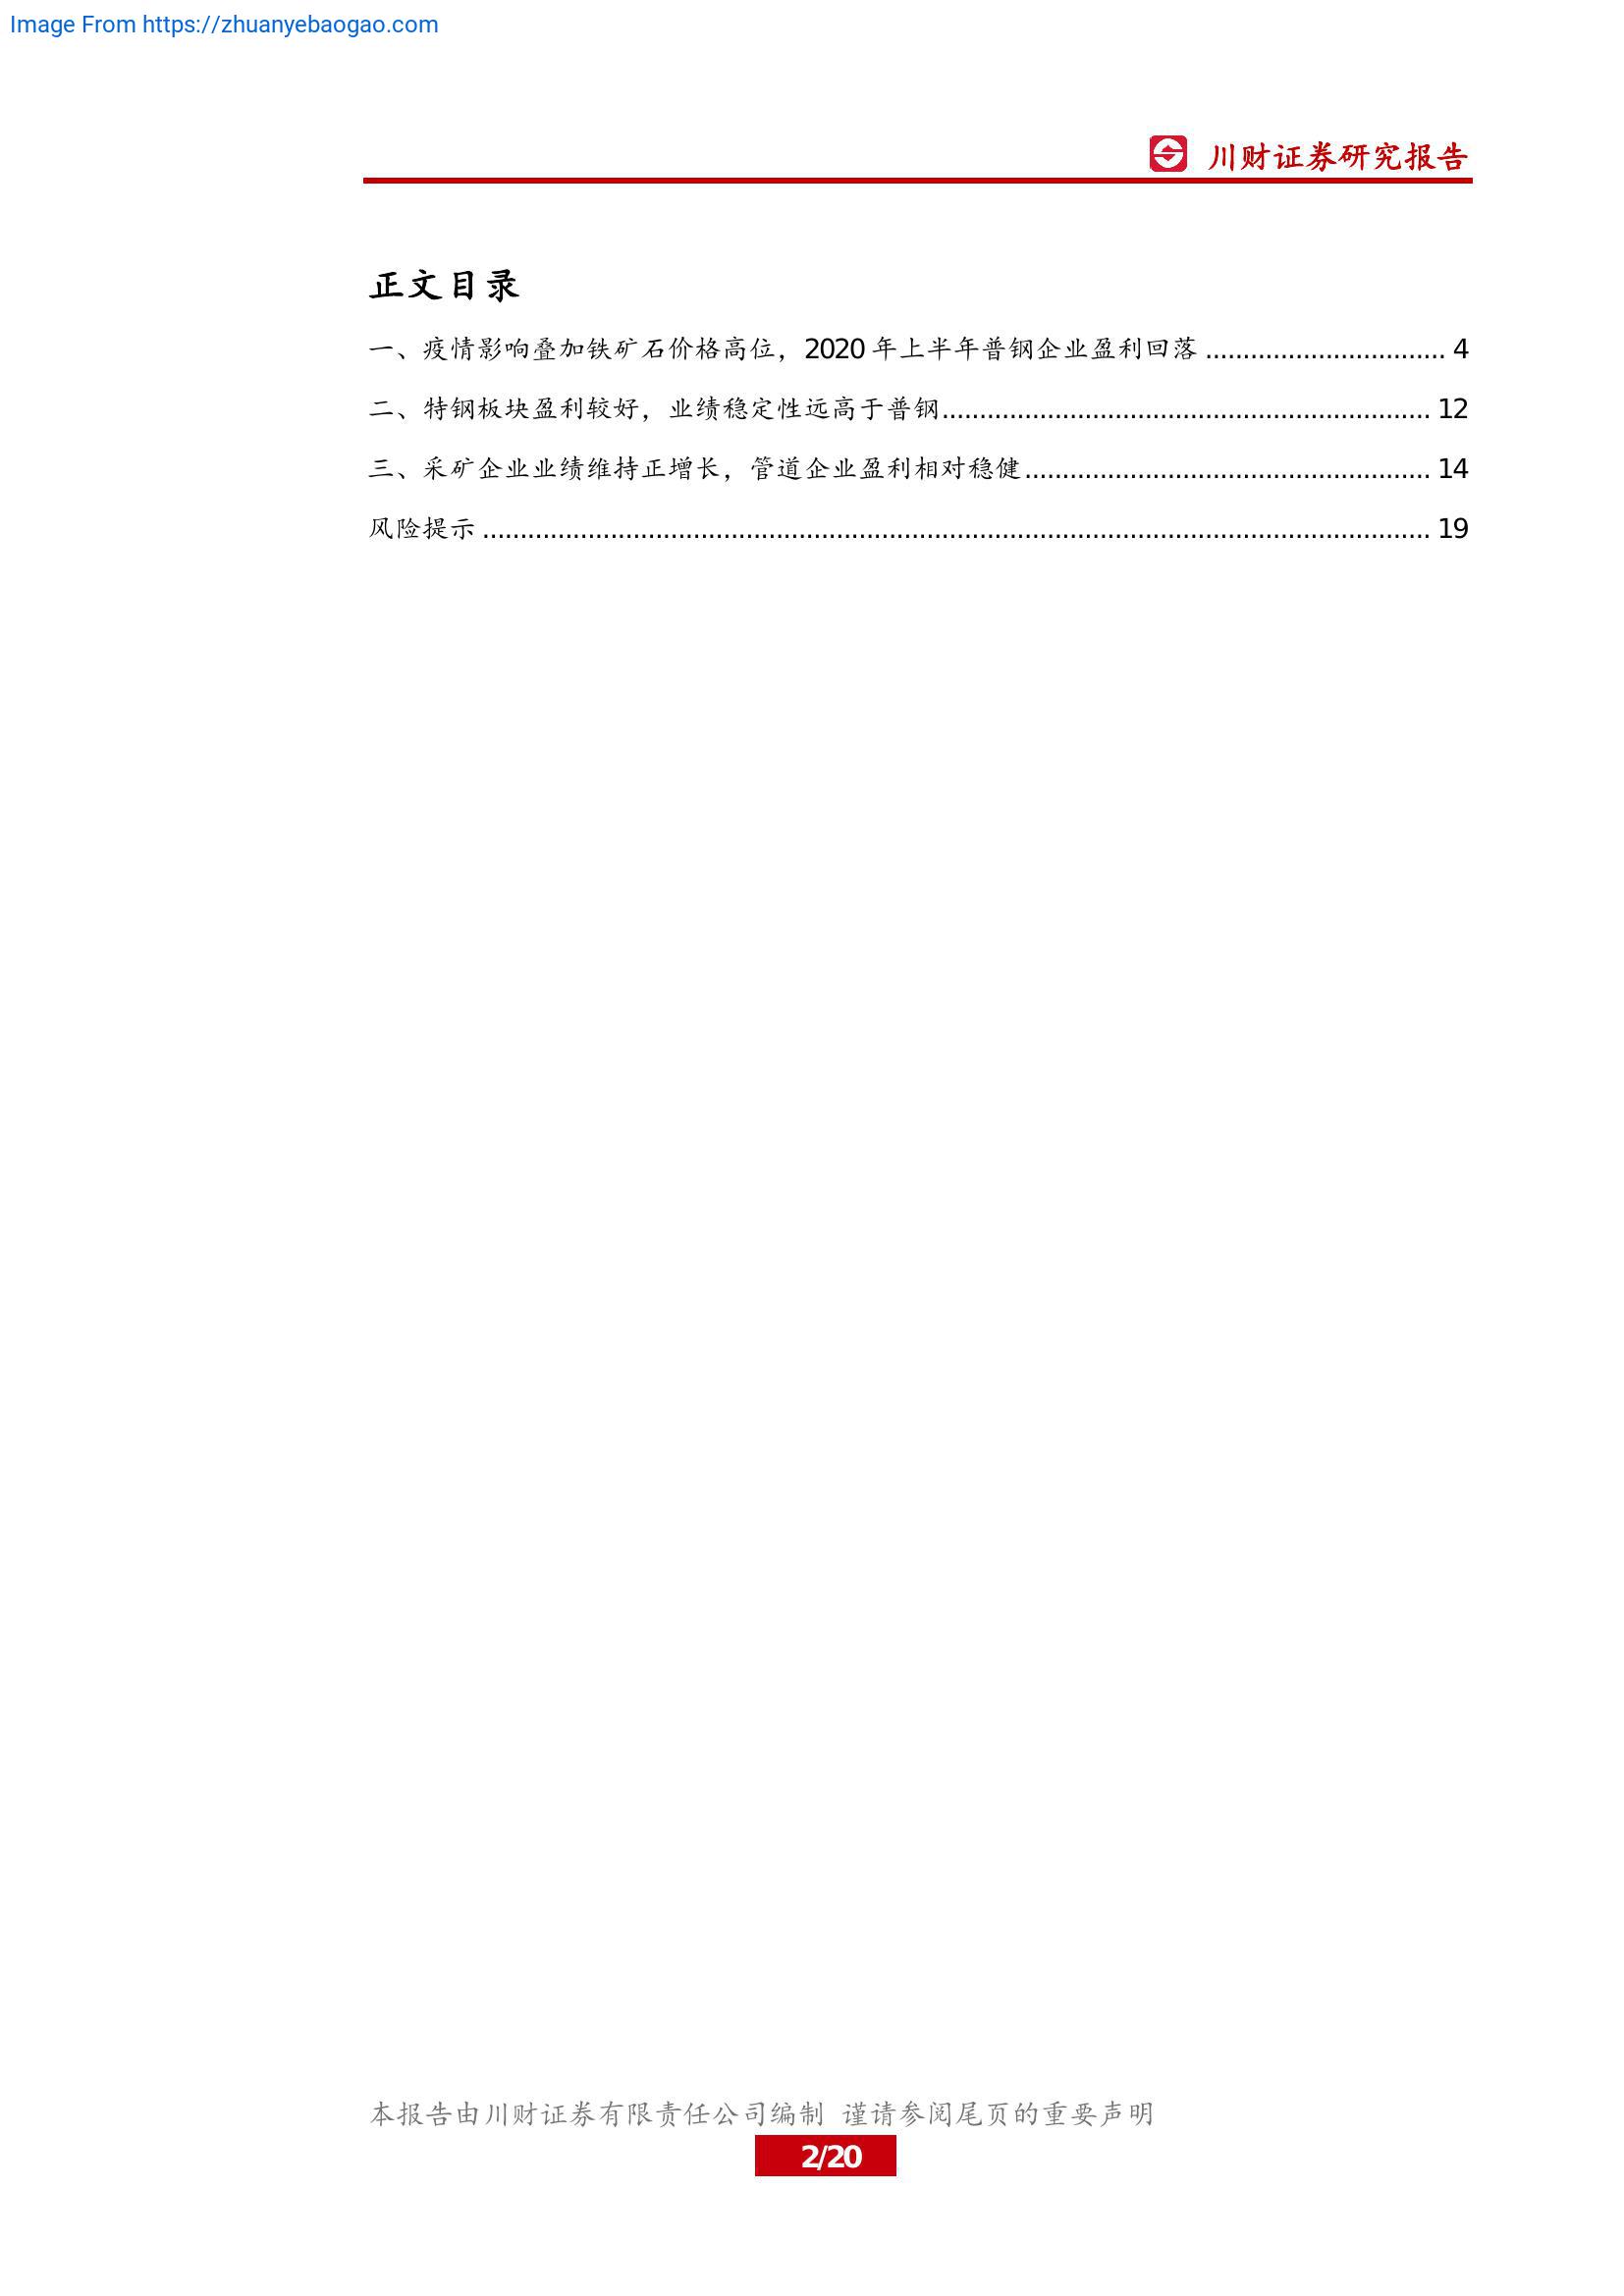 Image From https://zhuanyebaogao.com
川财证券研究报告
正文目录
一、疫情影响叠加铁矿石价格高位，2020 年上半年普钢企业盈利回落 ................................ 4
二、特钢板块盈利较好，业绩稳定性远高于普钢................................................................. 12
三、采矿企业业绩维持正增长，管道企业盈利相对稳健...................................................... 14
风险提示 .............................................................................................................................. 19
本报告由川财证券有限责任公司编制 谨请参阅尾页的重要声明
2/20